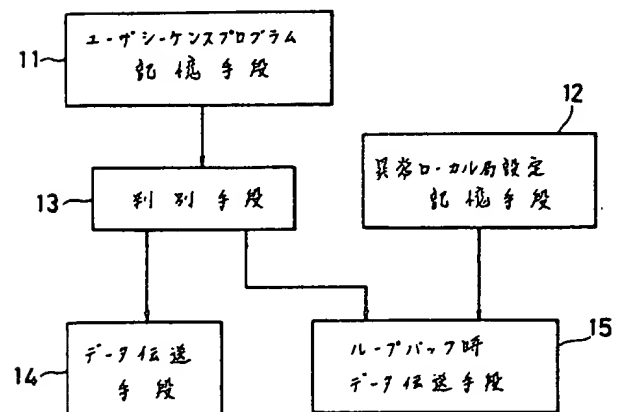 11
ユーザシーケンスプログラム
記憶手段
12
異常ローカル局設定
記憶手段
13
判別手段
14
データ伝送
手段
15
ループバック時
データ伝送手段